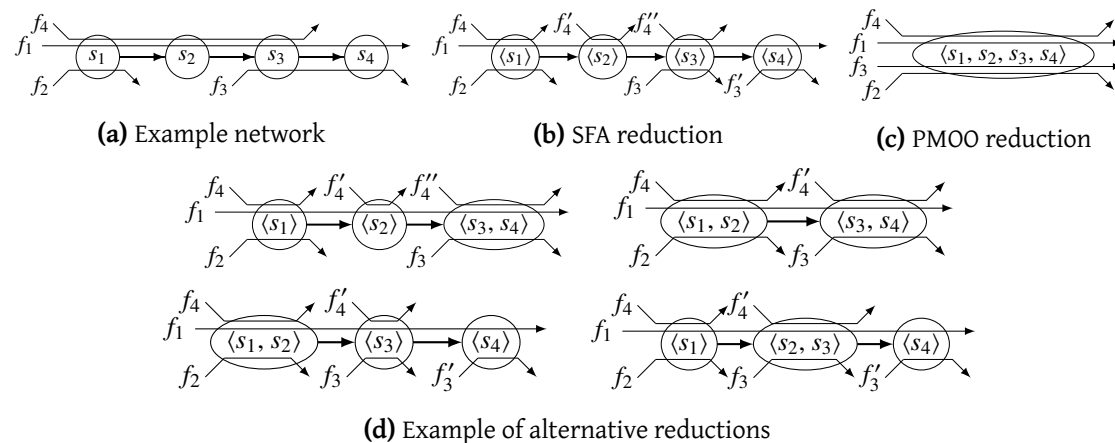 f₄ f₄ f₄′ f₄″ f₄
f₁ s₁ s₂ s₃ s₄ f₁ ⟨s₁⟩ ⟨s₂⟩ ⟨s₃⟩ ⟨s₄⟩ f₁ ⟨s₁, s₂, s₃, s₄⟩
f₃
f₂ f₃ f₂ f₃ f₃′ f₂
(a) Example network (b) SFA reduction (c) PMOO reduction
f₄ f₄′ f₄″ f₄ f₄′
f₁ ⟨s₁⟩ ⟨s₂⟩ ⟨s₃, s₄⟩ f₁ ⟨s₁, s₂⟩ ⟨s₃, s₄⟩
f₂ f₃ f₂ f₃
f₄ f₄′ f₄ f₄′
f₁ ⟨s₁, s₂⟩ ⟨s₃⟩ ⟨s₄⟩ f₁ ⟨s₁⟩ ⟨s₂, s₃⟩ ⟨s₄⟩
f₂ f₃ f₃′ f₂ f₃ f₃′
(d) Example of alternative reductions